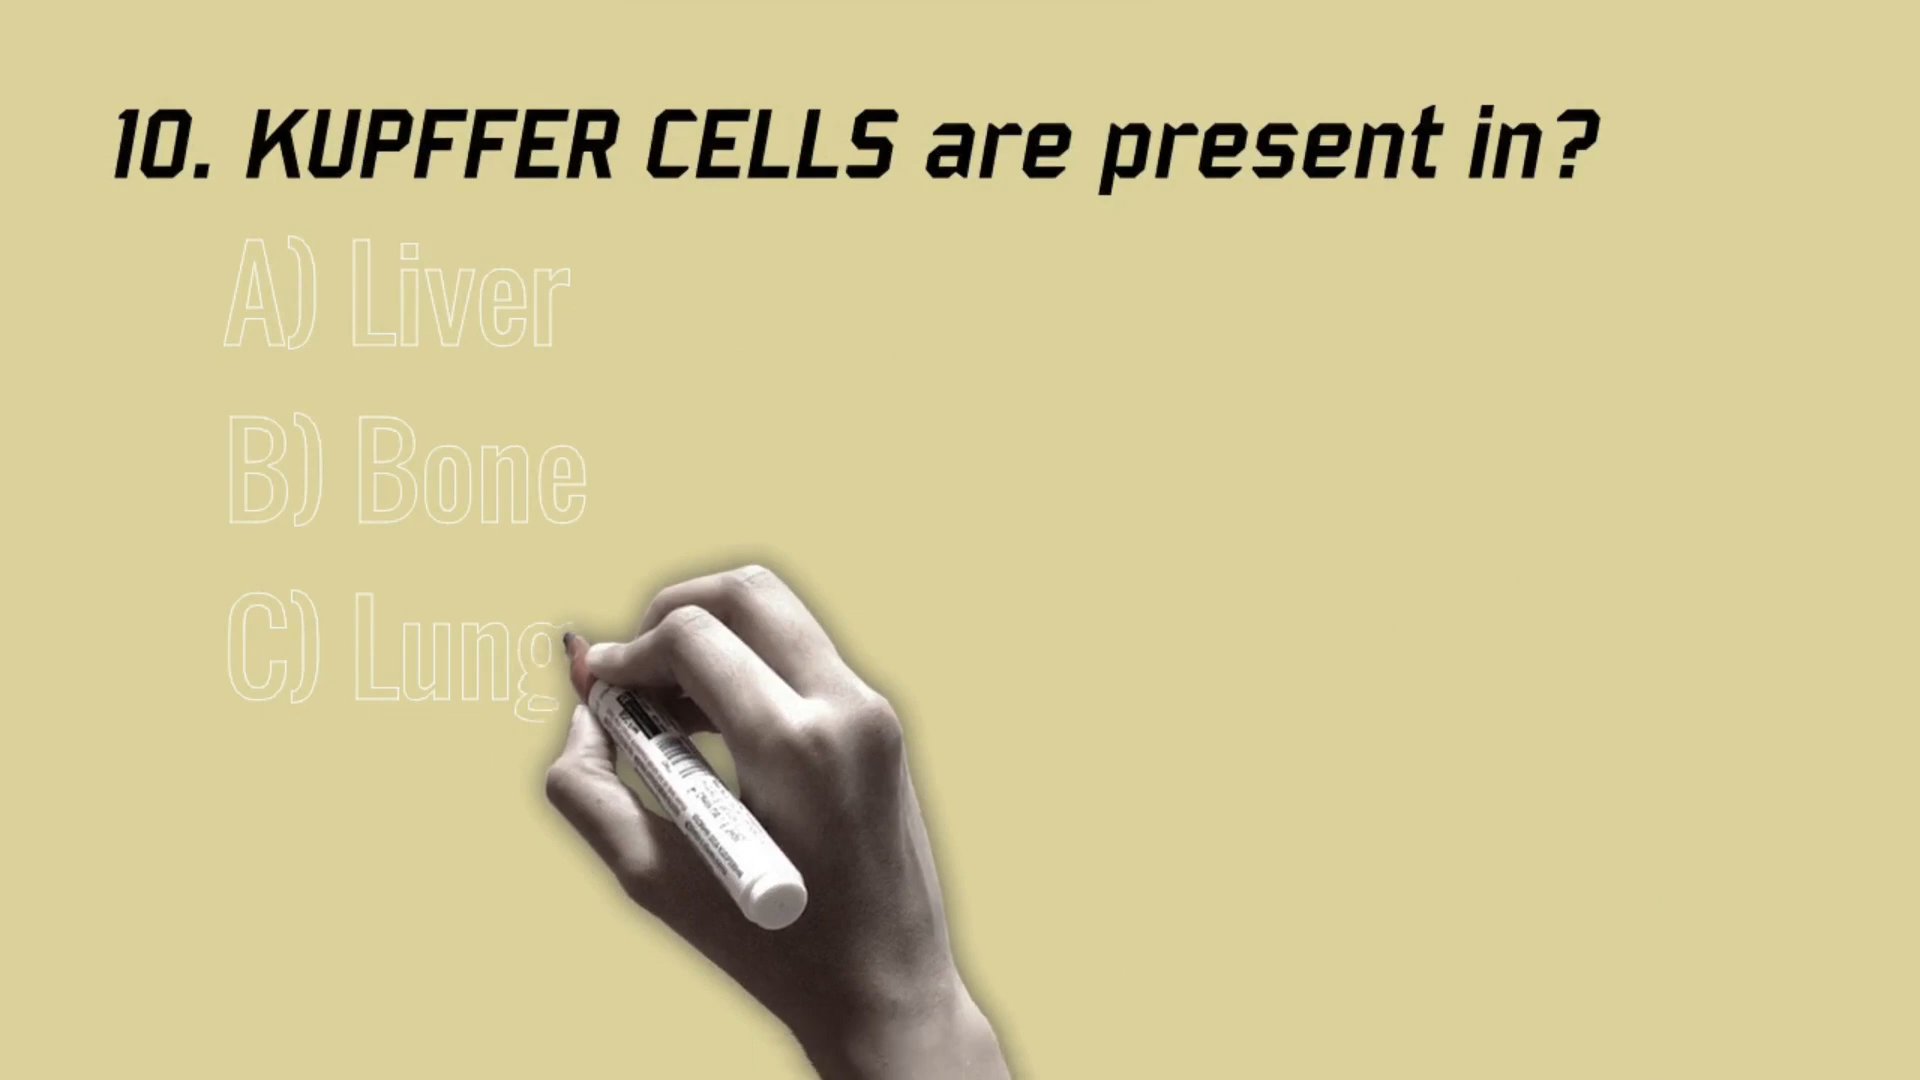 10. KUPFFER CELLS are present in?
A) Liver
B) Bone
C) Lung